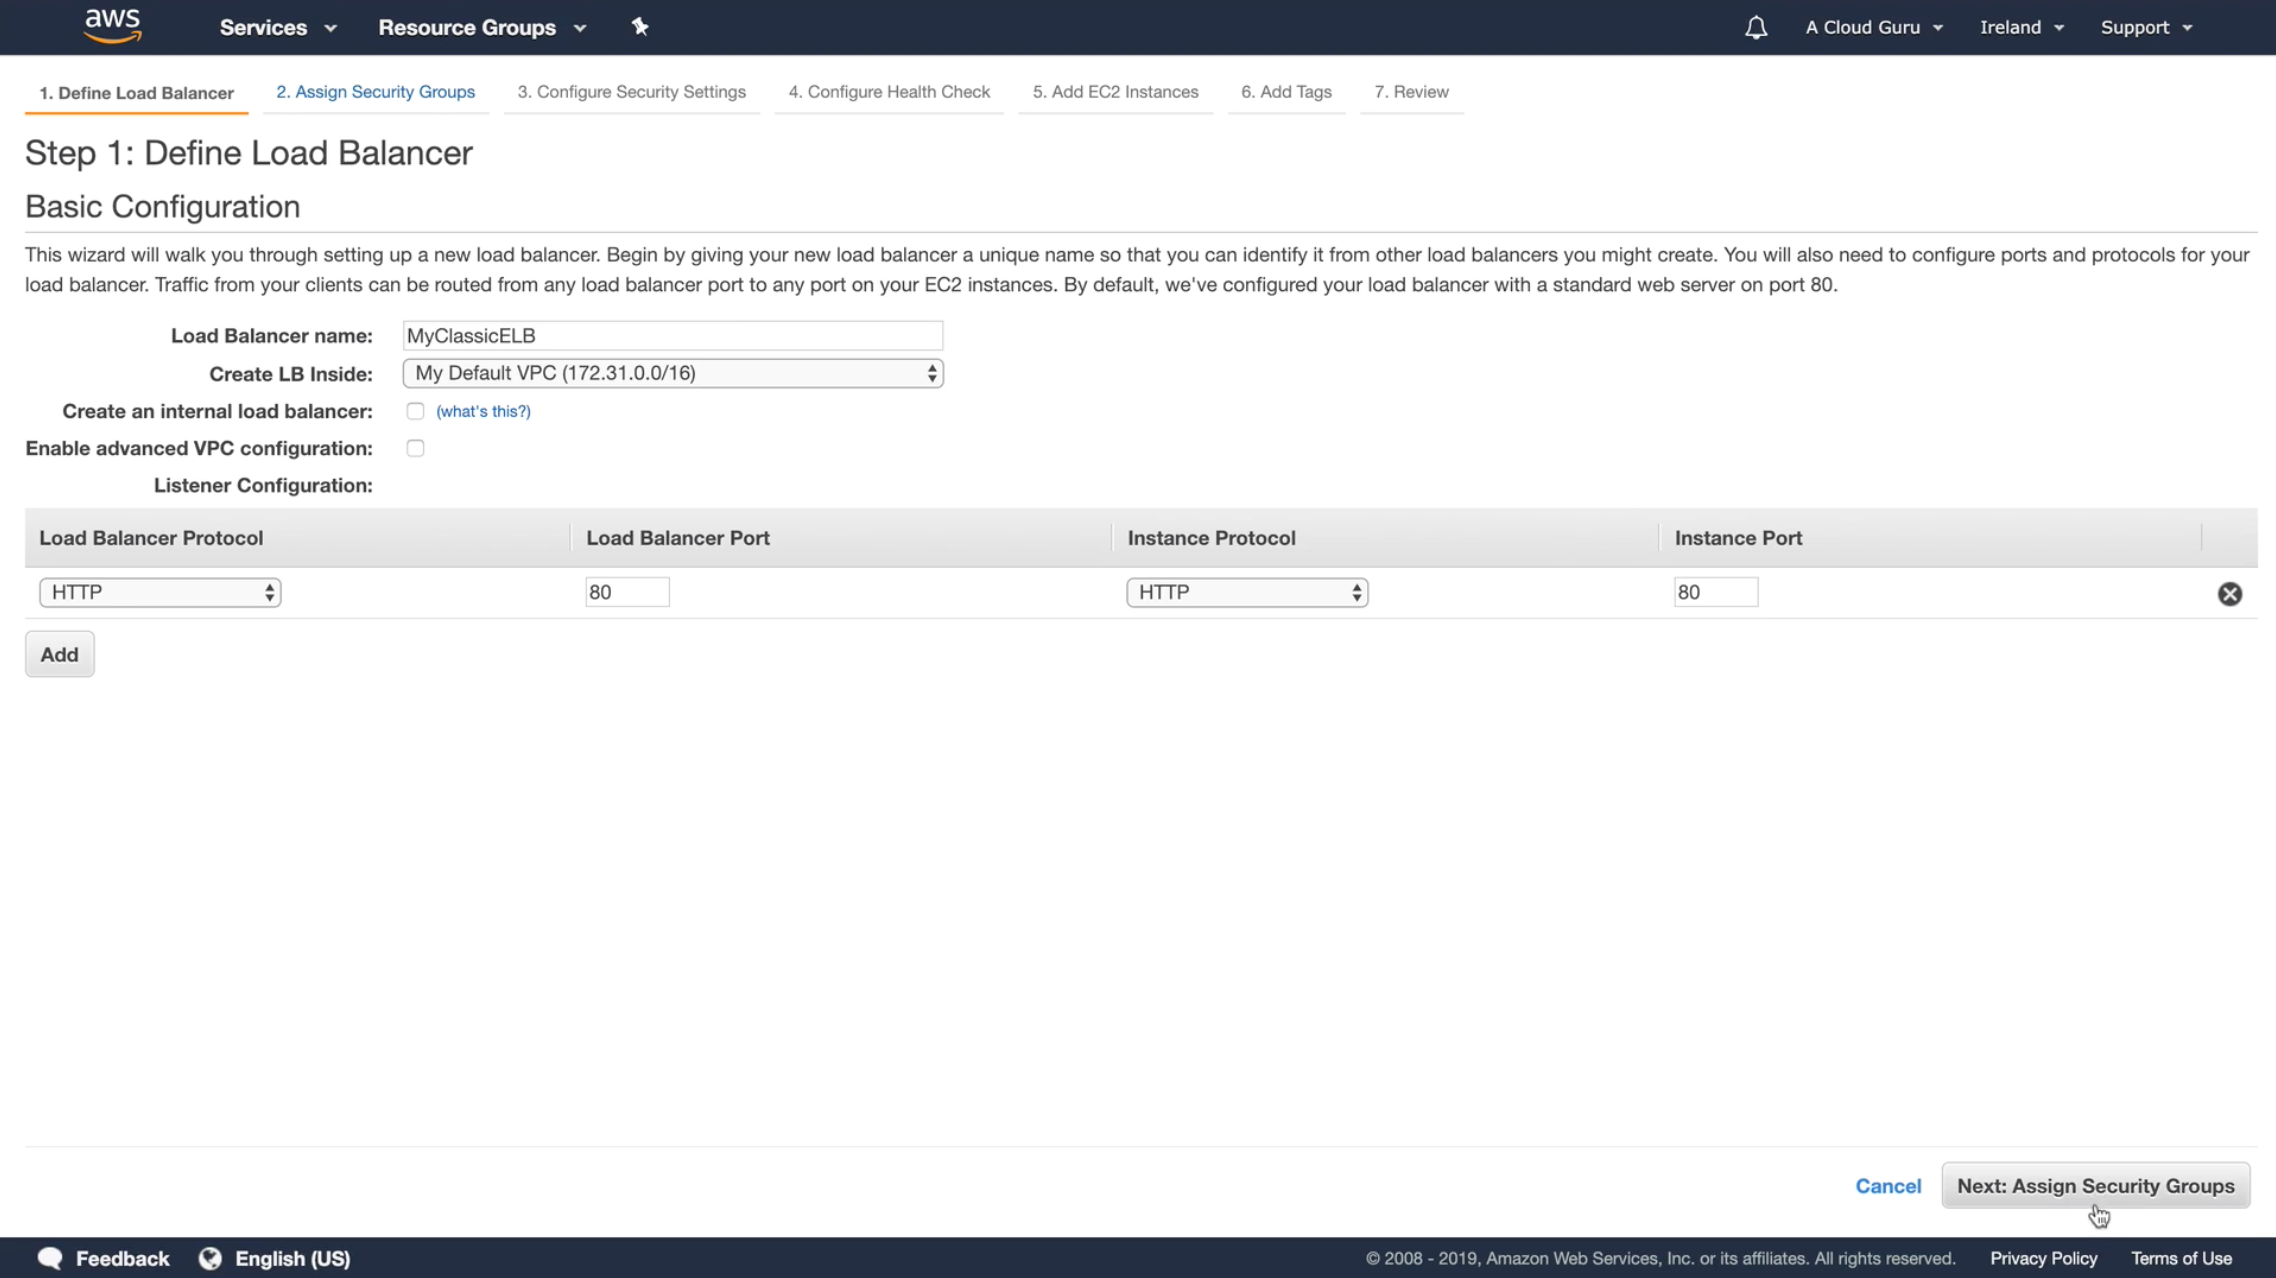 aws Services Resource Groups A Cloud Guru Ireland Support
1. Define Load Balancer 2. Assign Security Groups 3. Configure Security Settings 4. Configure Health Check 5. Add EC2 Instances 6. Add Tags 7. Review
Step 1: Define Load Balancer
Basic Configuration
This wizard will walk you through setting up a new load balancer. Begin by giving your new load balancer a unique name so that you can identify it from other load balancers you might create. You will also need to configure ports and protocols for your
load balancer. Traffic from your clients can be routed from any load balancer port to any port on your EC2 instances. By default, we've configured your load balancer with a standard web server on port 80.
Load Balancer name: MyClassicELB
Create LB Inside: My Default VPC (172.31.0.0/16)
Create an internal load balancer: (what's this?)
Enable advanced VPC configuration:
Listener Configuration:
Load Balancer Protocol Load Balancer Port Instance Protocol Instance Port
HTTP 80 HTTP 80
Add
Cancel Next: Assign Security Groups
Feedback English (US) © 2008 - 2019, Amazon Web Services, Inc. or its affiliates. All rights reserved. Privacy Policy Terms of Use